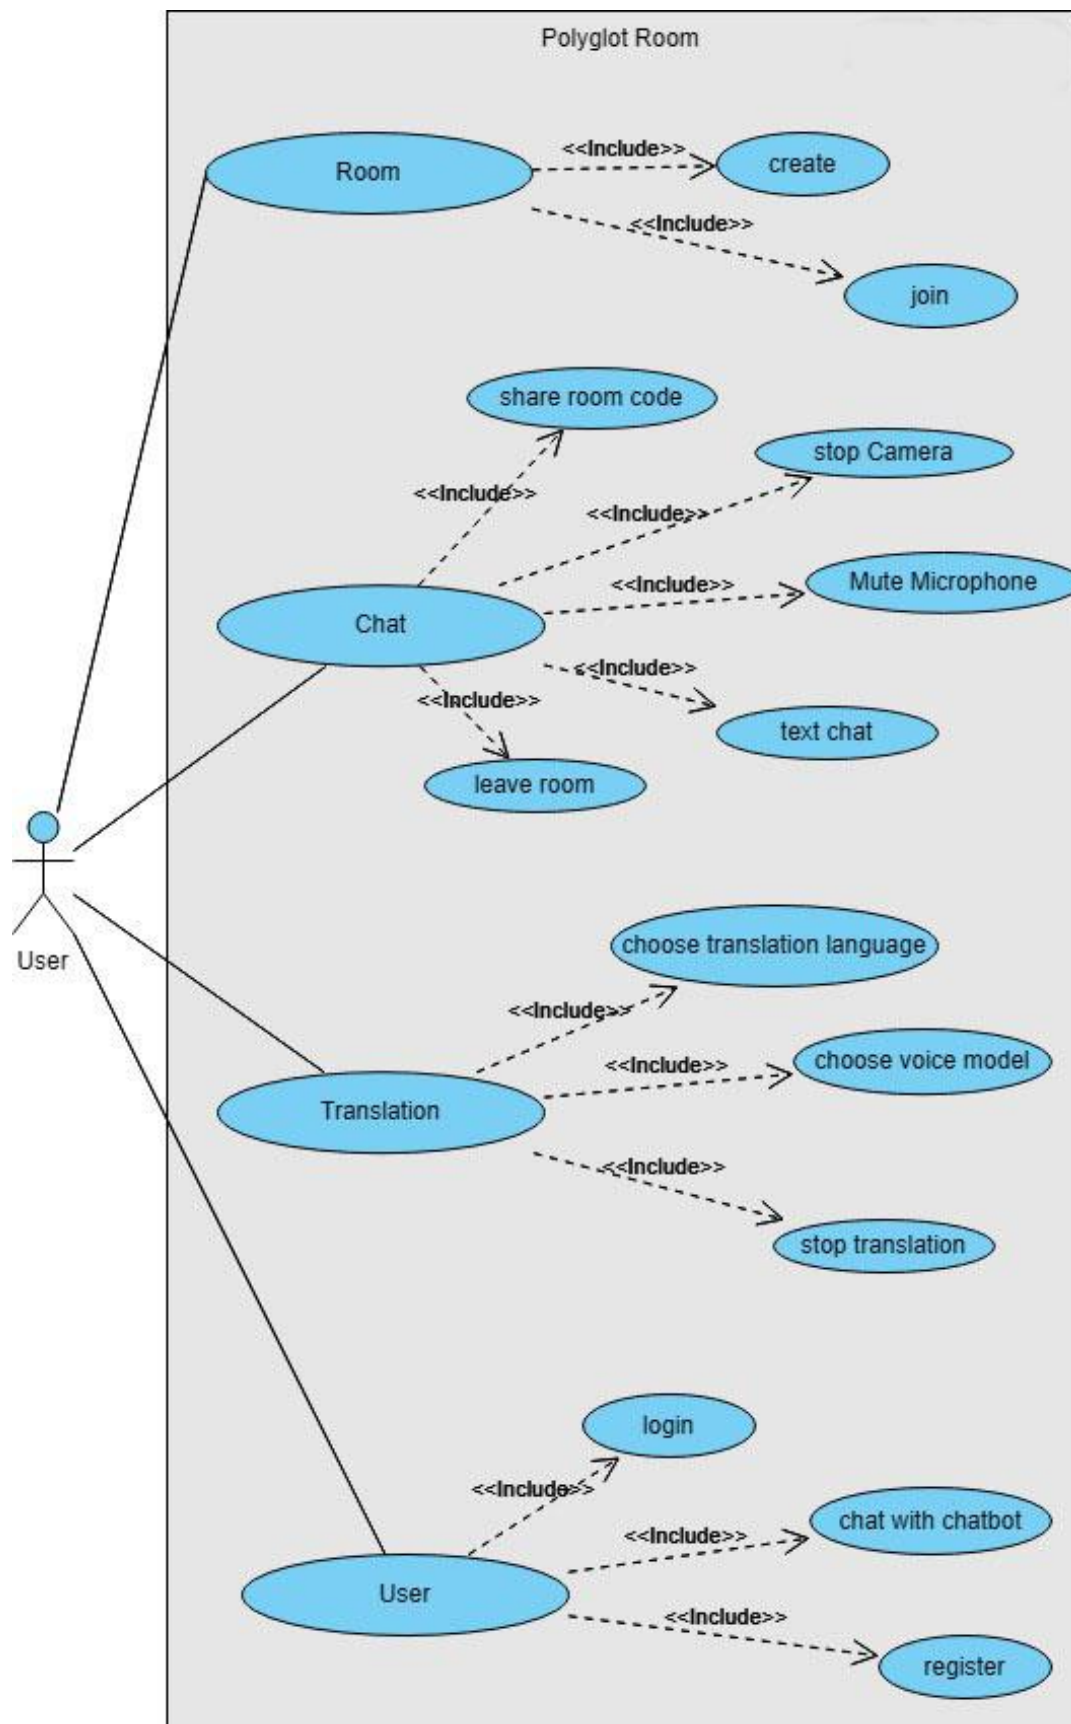 Polyglot Room
Room
<<Include>>
create
<<Include>>
join
share room code
<<Include>>
stop Camera
<<Include>>
Chat
<<Include>>
Mute Microphone
<<Include>>
text chat
<<Include>>
leave room
User
choose translation language
<<Include>>
Translation
<<Include>>
choose voice model
<<Include>>
stop translation
login
<<Include>>
User
<<Include>>
chat with chatbot
<<Include>>
register